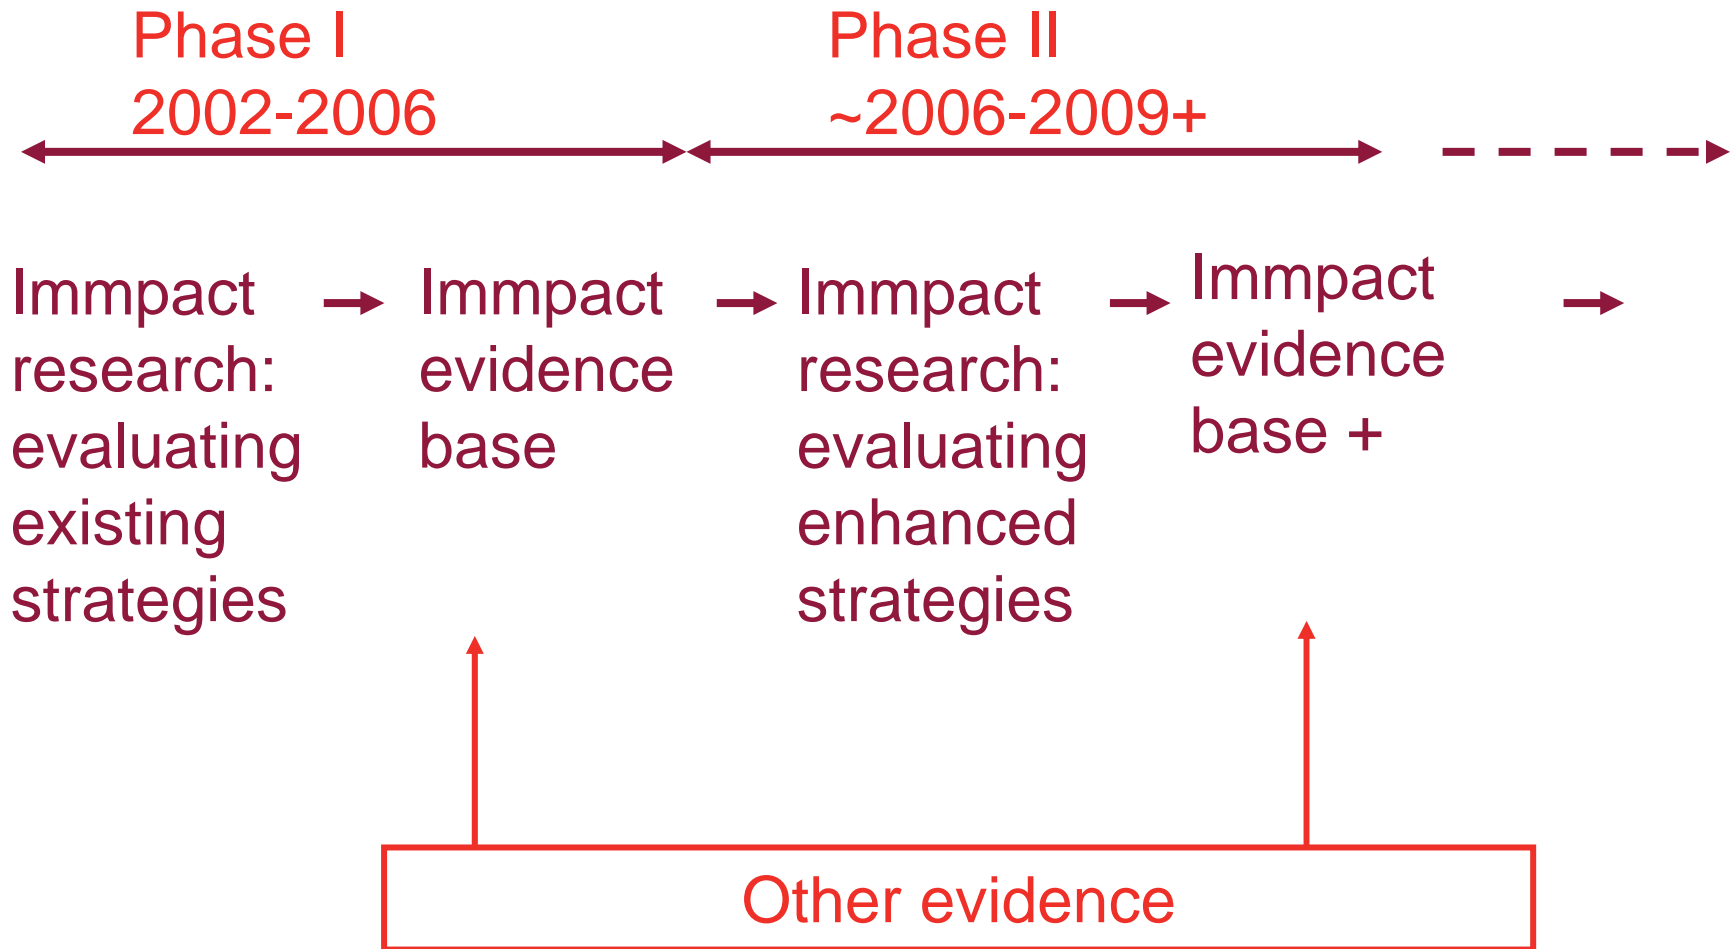 Phase I
2002-2006
Phase II
~2006-2009+
Immpact
research:
evaluating
existing
strategies
Immpact
evidence
base
Immpact
research:
evaluating
enhanced
strategies
Immpact
evidence
base +
Other evidence